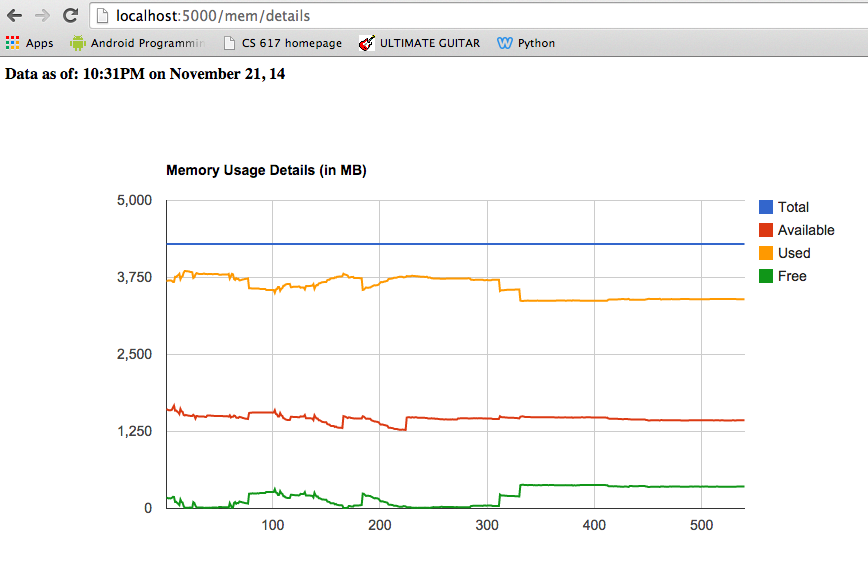 localhost:5000/mem/details
Apps Android Programmin CS 617 homepage ULTIMATE GUITAR Python
Data as of: 10:31PM on November 21, 14
Memory Usage Details (in MB)
5,000
3,750
2,500
1,250
0
100 200 300 400 500
Total
Available
Used
Free